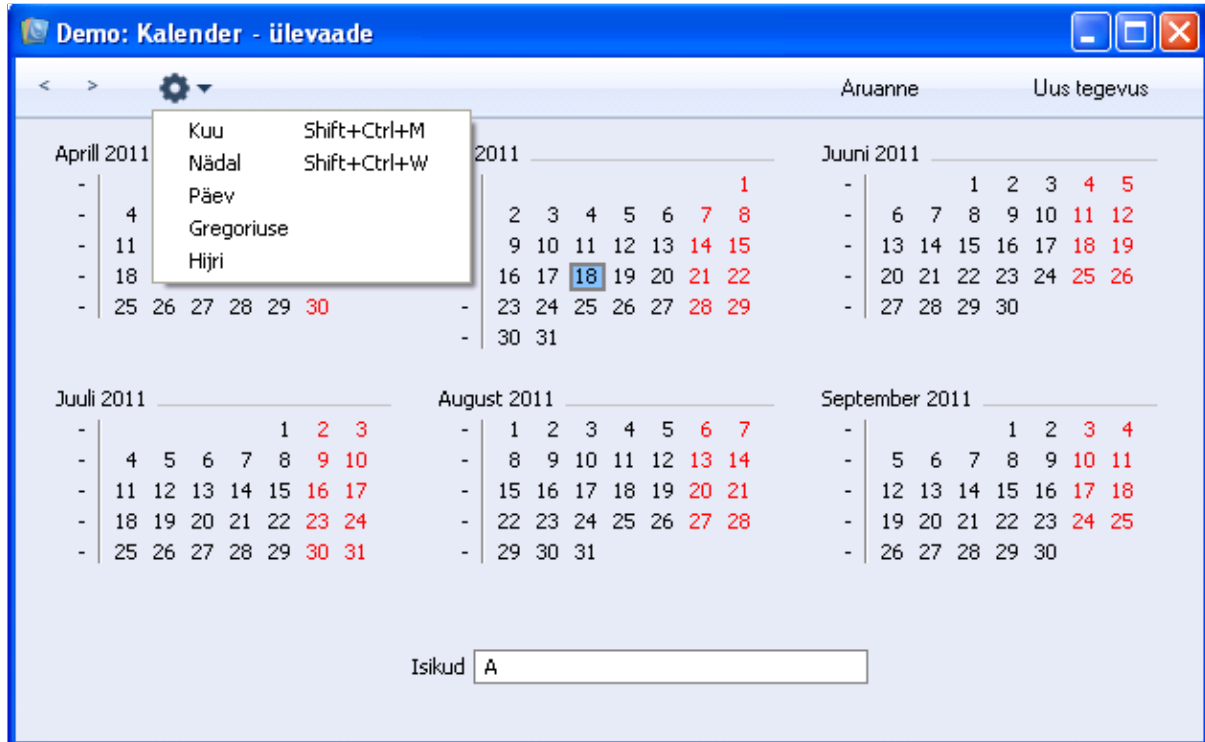 Demo: Kalender - ülevaade
< > Aruanne Uus tegevus
Kuu Shift+Ctrl+M
Nädal Shift+Ctrl+W
Päev
Gregoriuse
Hijri
Aprill 2011
-
- 4
- 11
- 18
- 25 26 27 28 29 30
2011
1
2 3 4 5 6 7 8
9 10 11 12 13 14 15
16 17 18 19 20 21 22
- 23 24 25 26 27 28 29
- 30 31
Juuni 2011
- 1 2 3 4 5
- 6 7 8 9 10 11 12
- 13 14 15 16 17 18 19
- 20 21 22 23 24 25 26
- 27 28 29 30
Juuli 2011
- 1 2 3
- 4 5 6 7 8 9 10
- 11 12 13 14 15 16 17
- 18 19 20 21 22 23 24
- 25 26 27 28 29 30 31
August 2011
- 1 2 3 4 5 6 7
- 8 9 10 11 12 13 14
- 15 16 17 18 19 20 21
- 22 23 24 25 26 27 28
- 29 30 31
September 2011
- 1 2 3 4
- 5 6 7 8 9 10 11
- 12 13 14 15 16 17 18
- 19 20 21 22 23 24 25
- 26 27 28 29 30
Isikud A